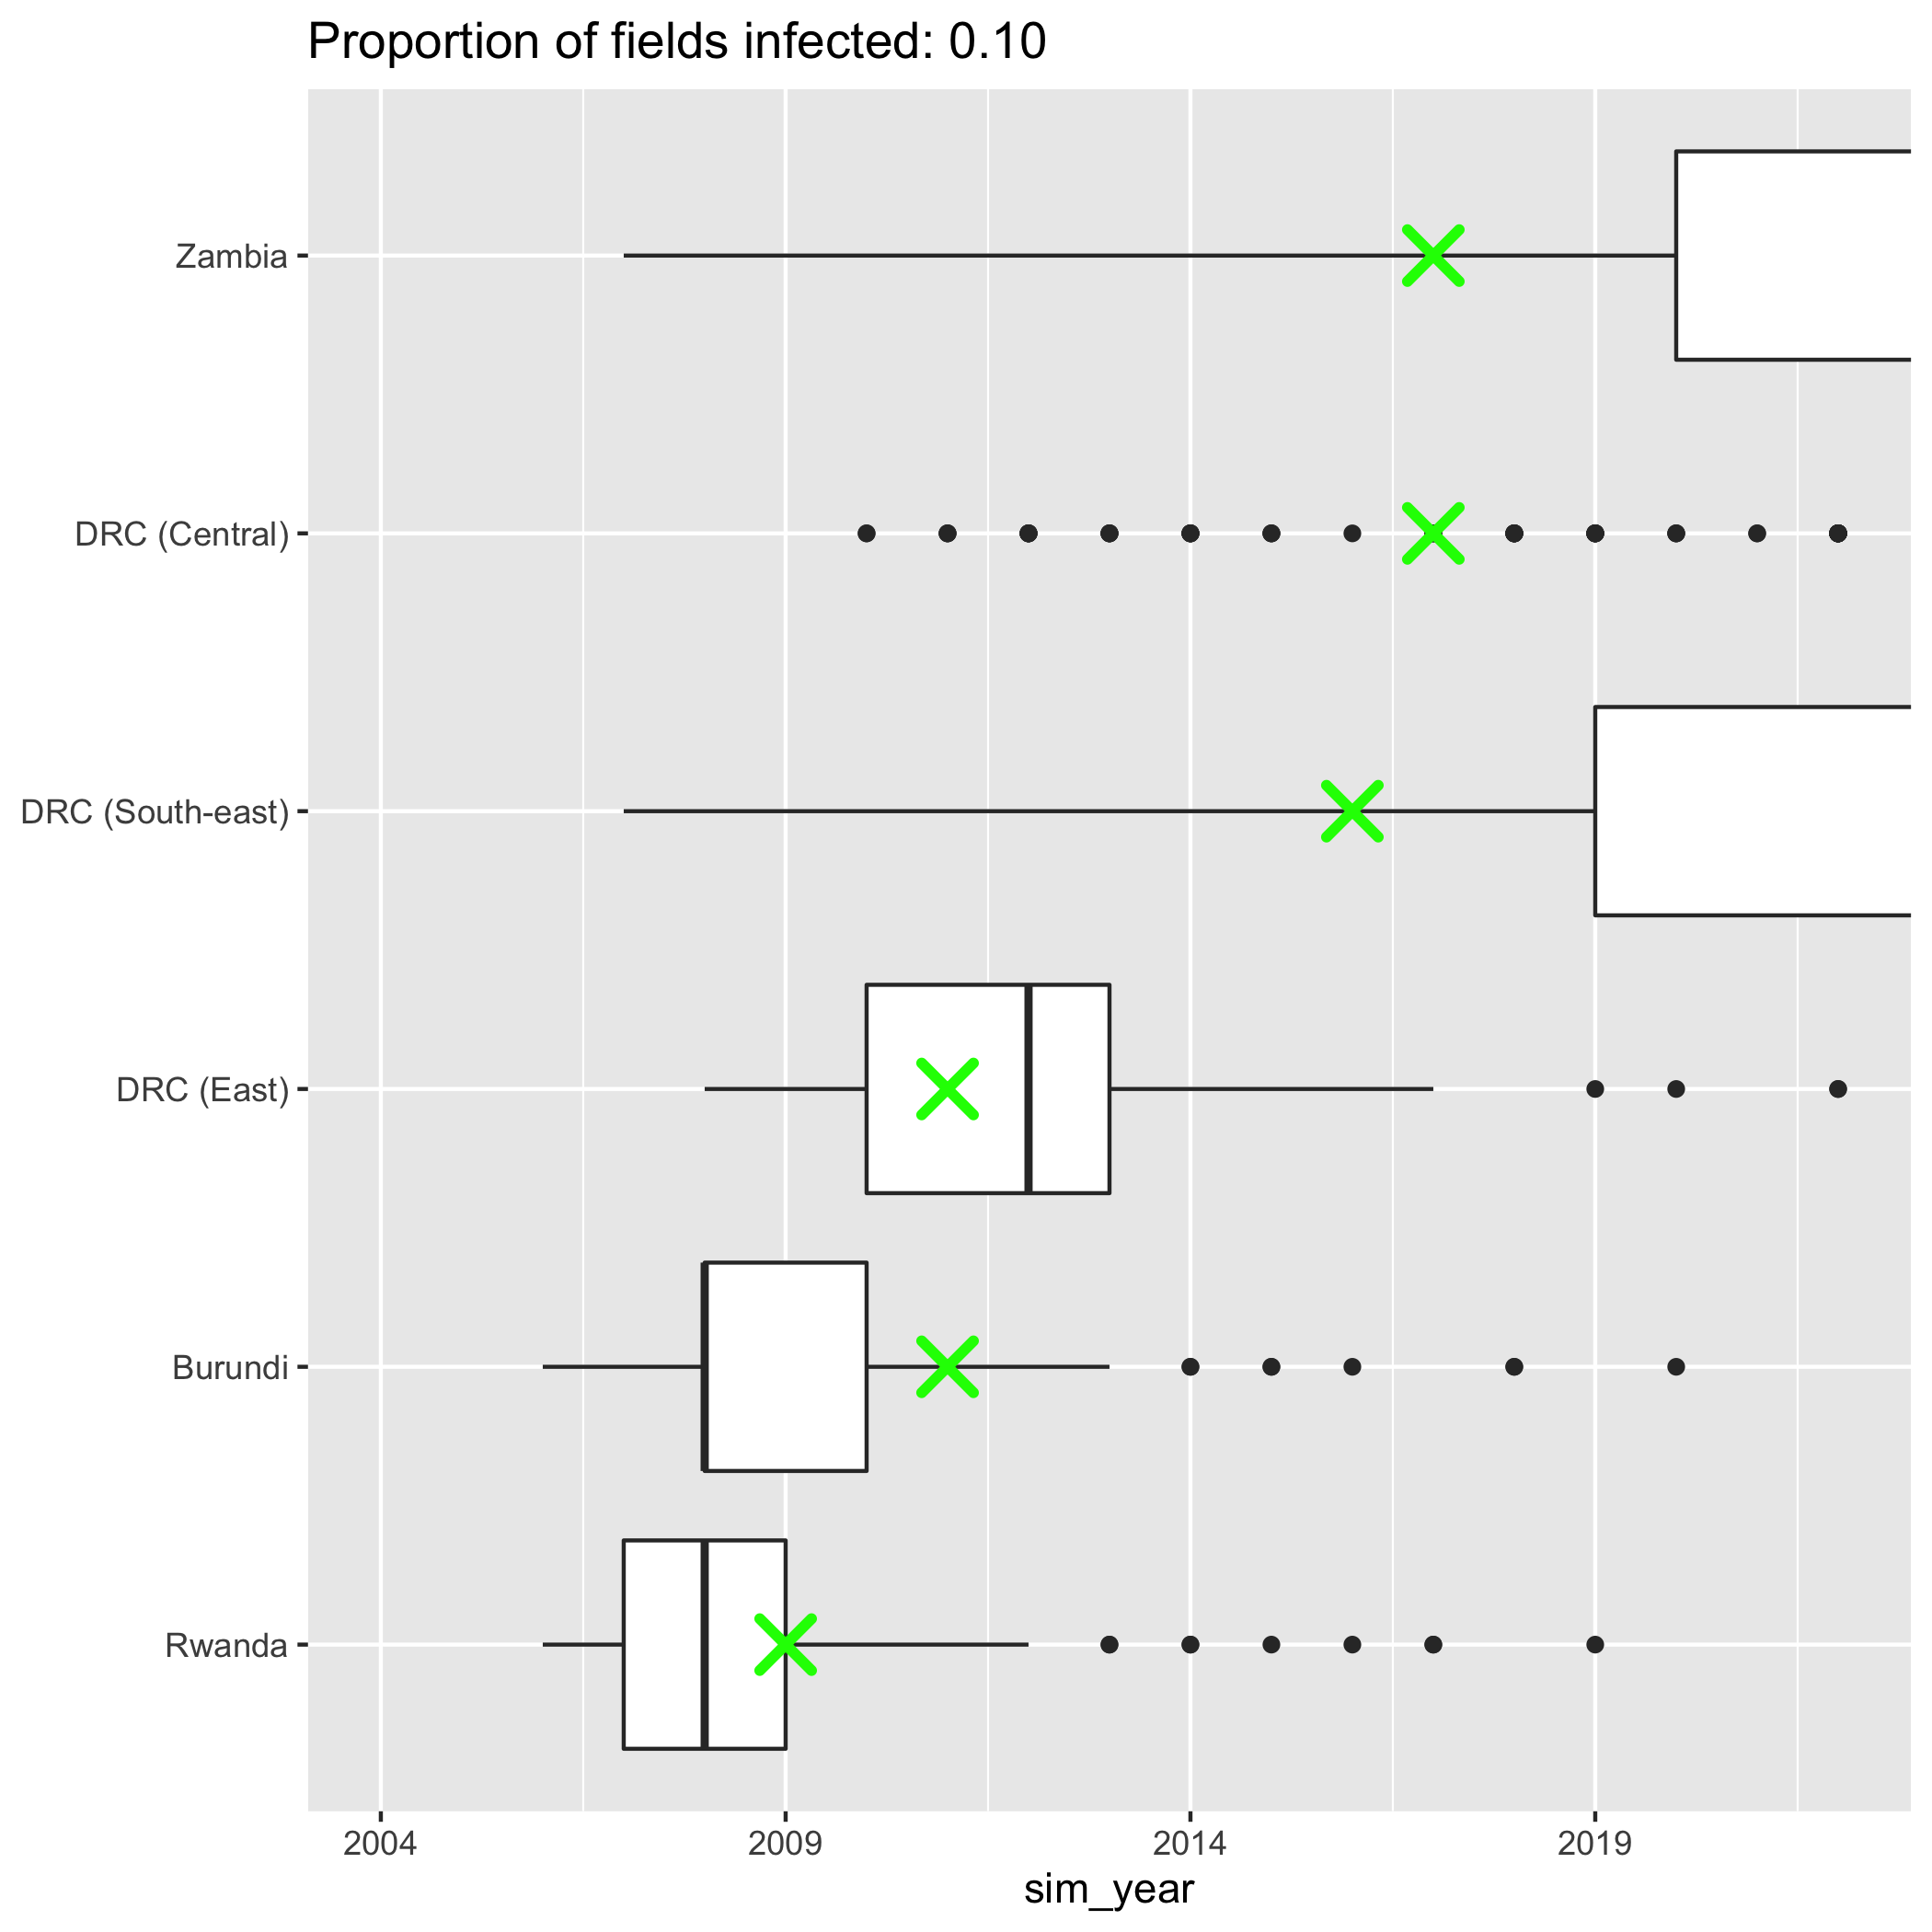 Proportion of fields infected: 0.10
Zambia
DRC (Central)
DRC (South-east)
DRC (East)
Burundi
Rwanda
2004 2009 2014 2019
sim_year